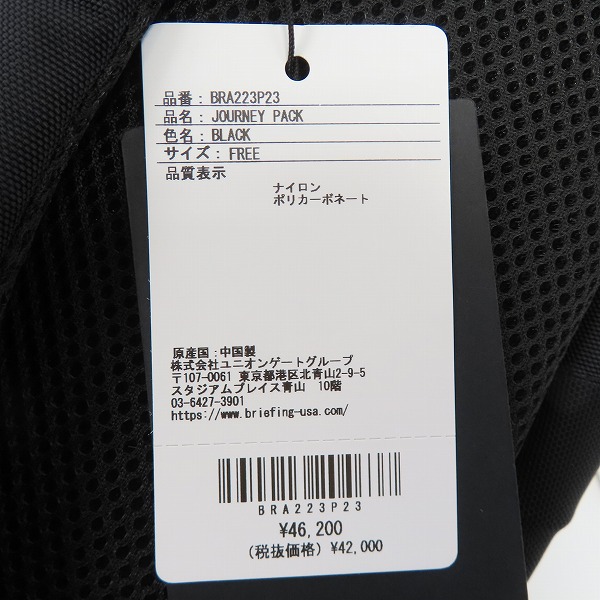 品番: BRA223P23
品名: JOURNEY PACK
色名: BLACK
サイズ: FREE
品質表示
ナイロン
ポリカーボネート
原産国:中国製
株式会社ユニオンゲートグループ
〒107-0061 東京都港区北青山2-9-5
スタジアムプレイス青山 10階
03-6427-3901
https://www.briefing-usa.com/
BRA223P23
¥46,200
(税抜価格) ¥42,000